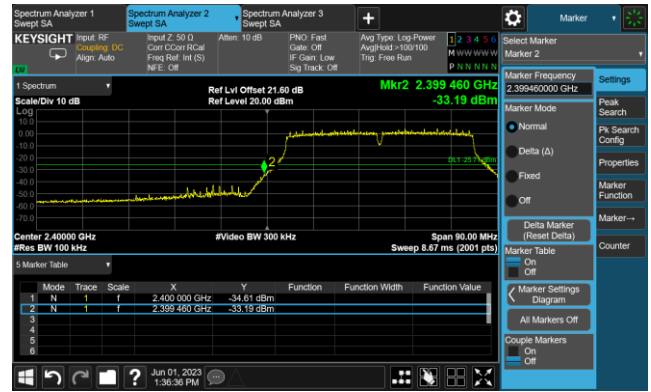 Spectrum Analyzer 1
Swept SA
Spectrum Analyzer 2
Swept SA
Spectrum Analyzer 3
Swept SA
Marker
KEYSIGHT
Input: RF
Coupling: DC
Align: Auto
Input Z: 50 Ω
Corr CCorr RCal
Freq Ref: Int (S)
NFE: Off
Atten: 10 dB
PNO: Fast
Gate: Off
IF Gain: Low
Sig Track: Off
Avg Type: Log-Power
Avg|Hold:>100/100
Trig: Free Run
1 2 3 4 5 6
M W W W W W
P N N N N N
LXI
1 Spectrum
Scale/Div 10 dB
Log
Ref Lvl Offset 21.60 dB
Ref Level 20.00 dBm
Mkr2 2.399 460 GHz
-33.19 dBm
10.0
0.00
-10.0
-20.0
-30.0
-40.0
-50.0
-60.0
-70.0
2
Center 2.40000 GHz
#Res BW 100 kHz
#Video BW 300 kHz
Span 90.00 MHz
Sweep 8.67 ms (2001 pts)
5 Marker Table
Mode Trace Scale X Y Function Function Width Function Value
1 N 1 f 2.400 000 GHz -34.61 dBm
2 N 1 f 2.399 460 GHz -33.19 dBm
3
4
5
6
Jun 01, 2023
1:36:36 PM
Select Marker
Marker 2
Marker Frequency
2.399460000 GHz
Marker Mode
Normal
Delta (Δ)
Fixed
Off
Delta Marker
(Reset Delta)
Marker Table
On
Off
Marker Settings
Diagram
All Markers Off
Couple Markers
On
Off
Settings
Peak
Search
Pk Search
Config
Properties
Marker
Function
Marker→
Counter